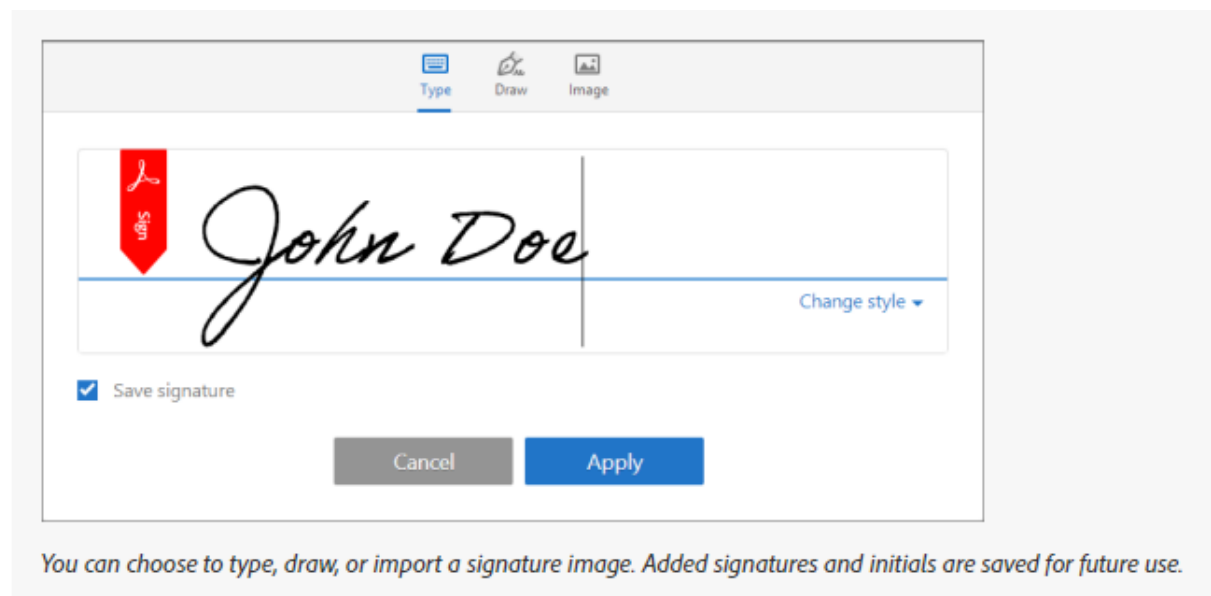 Type Draw Image
Sign
John Doe
Change style
Save signature
Cancel Apply
You can choose to type, draw, or import a signature image. Added signatures and initials are saved for future use.